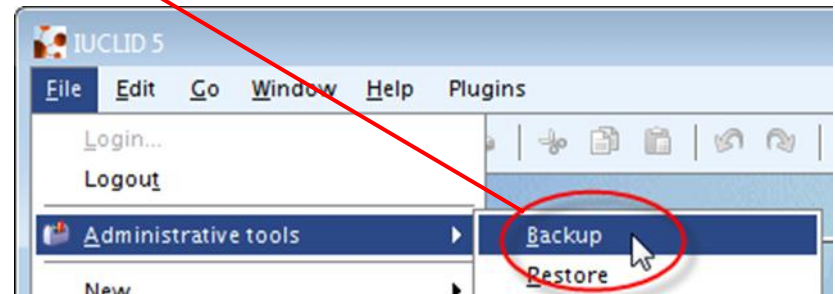 IUCLID 5
File Edit Go Window Help Plugins
Login...
Logout
Administrative tools
Backup
Restore
New